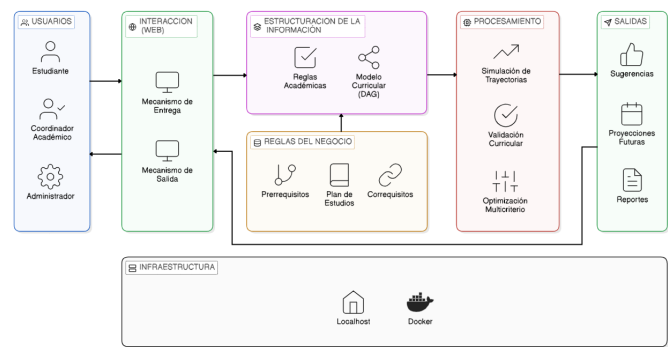 USUARIOS
Estudiante
Coordinador
Académico
Administrador
INTERACCION
(WEB)
Mecanismo de
Entrega
Mecanismo de
Salida
ESTRUCTURACION DE LA
INFORMACIÓN
Reglas
Académicas
Modelo
Curricular
(DAG)
REGLAS DEL NEGOCIO
Prerrequisitos
Plan de
Estudios
Correquisitos
PROCESAMIENTO
Simulación de
Trayectorias
Validación
Curricular
Optimización
Multicriterio
SALIDAS
Sugerencias
Proyecciones
Futuras
Reportes
INFRAESTRUCTURA
Localhost
Docker